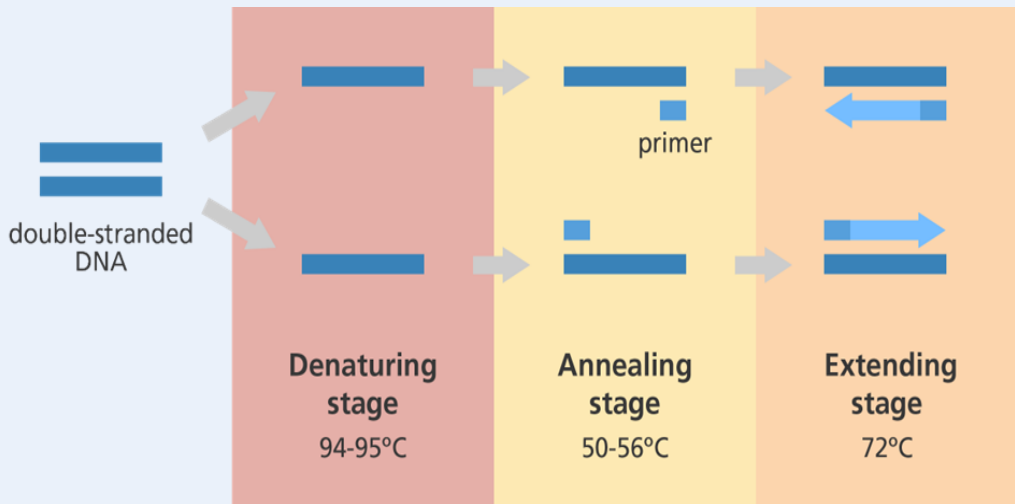 primer
double-stranded
DNA
Denaturing
stage
94-95ºC
Annealing
stage
50-56ºC
Extending
stage
72ºC